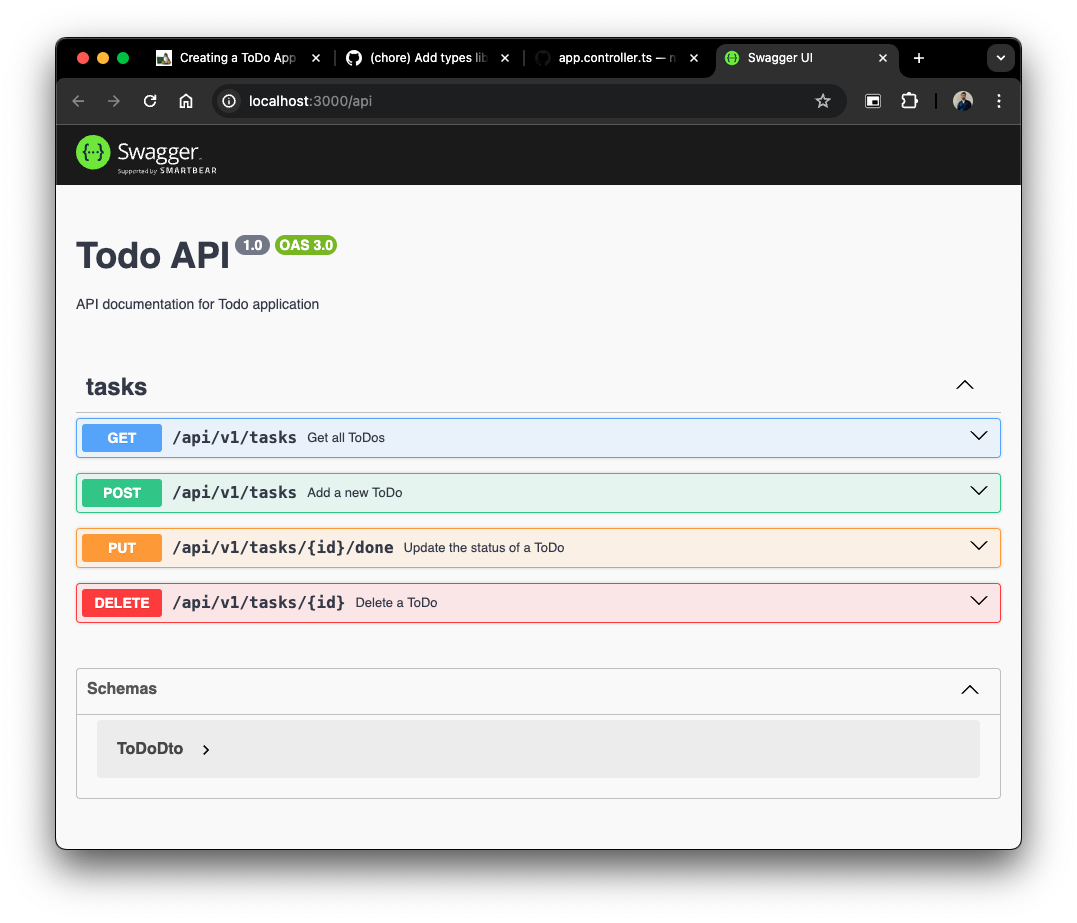 Creating a ToDo App
(chore) Add types lib
app.controller.ts — n
Swagger UI
localhost:3000/api
{···} Swagger
Supported by SMARTBEAR
Todo API 1.0 OAS 3.0
API documentation for Todo application
tasks
GET /api/v1/tasks Get all ToDos
POST /api/v1/tasks Add a new ToDo
PUT /api/v1/tasks/{id}/done Update the status of a ToDo
DELETE /api/v1/tasks/{id} Delete a ToDo
Schemas
ToDoDto